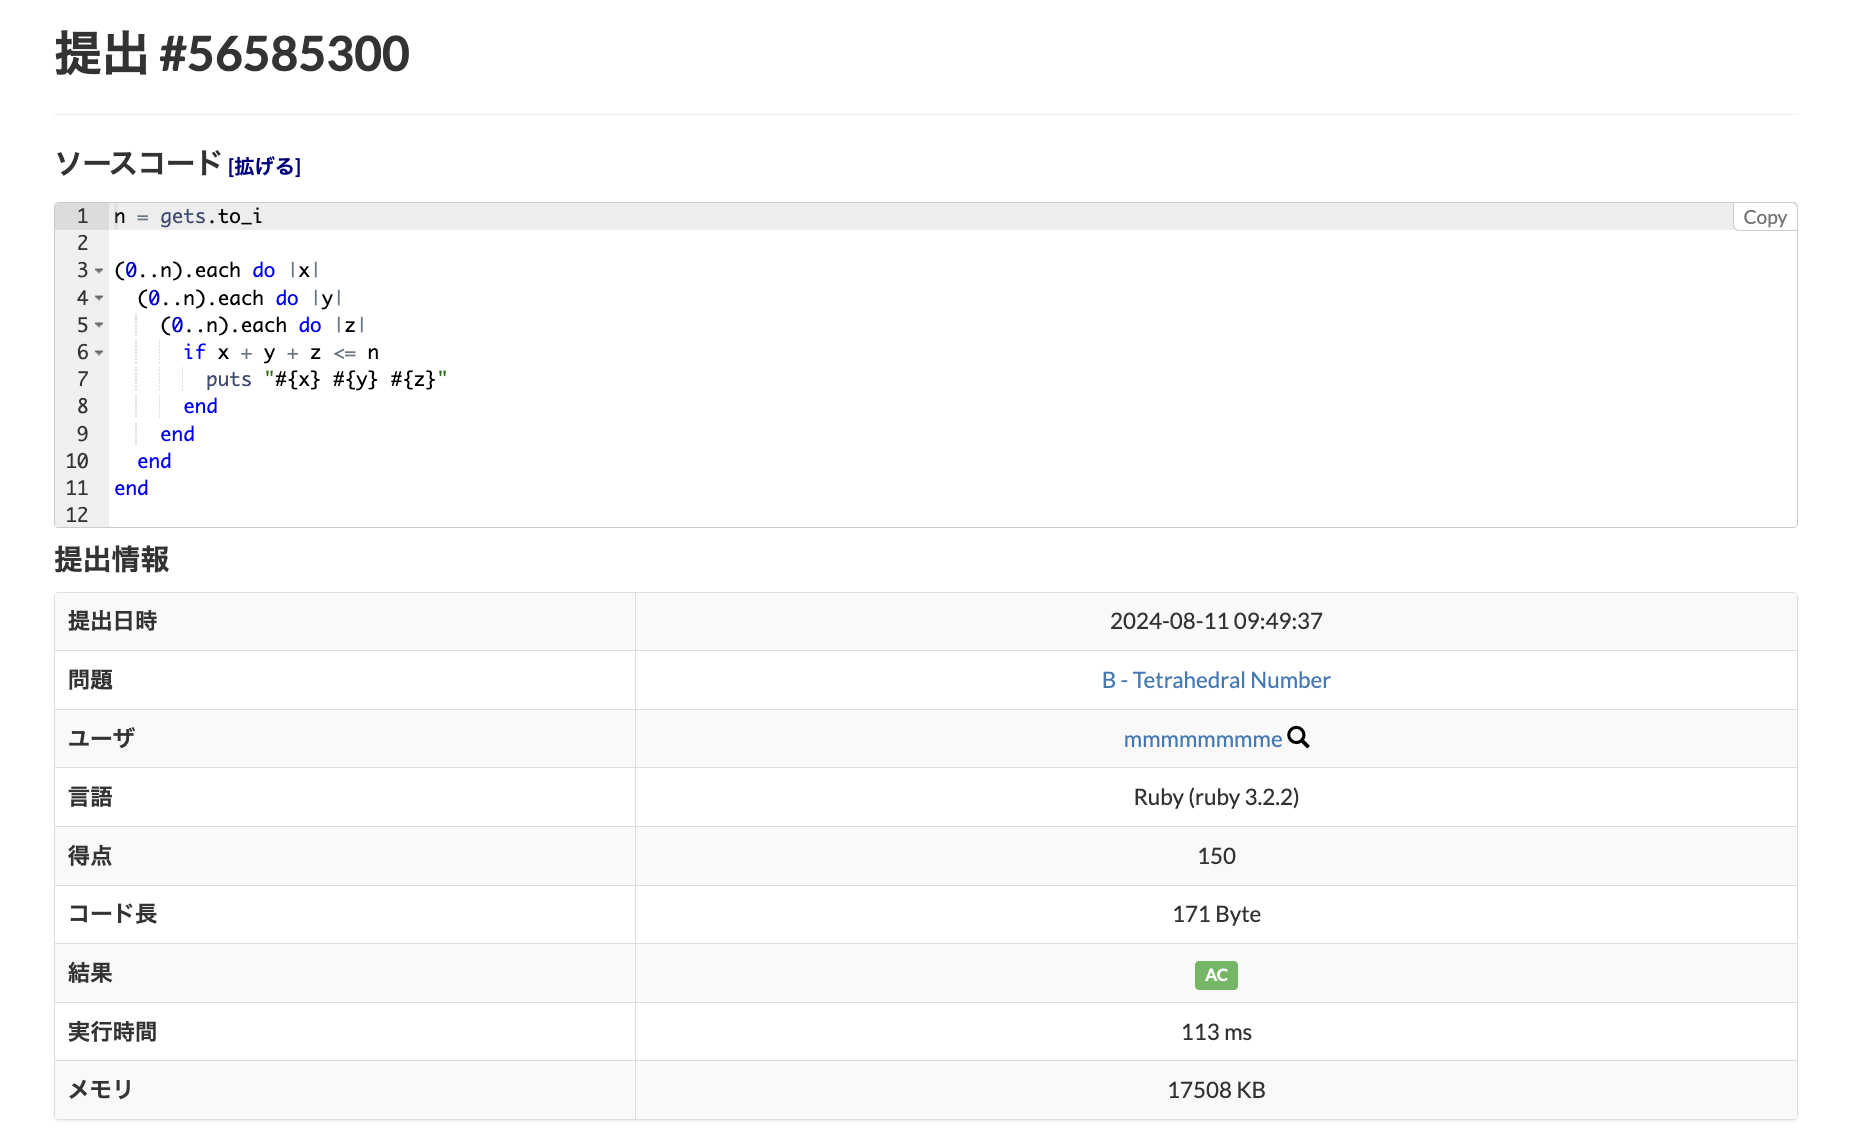 提出 #56585300
ソースコード [拡げる]
Copy
1 n = gets.to_i
2
3 (0..n).each do |x|
4   (0..n).each do |y|
5     (0..n).each do |z|
6       if x + y + z <= n
7         puts "#{x} #{y} #{z}"
8       end
9     end
10   end
11 end
12
提出情報
提出日時 2024-08-11 09:49:37
問題 B - Tetrahedral Number
ユーザ mmmmmmmme
言語 Ruby (ruby 3.2.2)
得点 150
コード長 171 Byte
結果 AC
実行時間 113 ms
メモリ 17508 KB